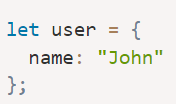 let user = {
  name: "John"
};